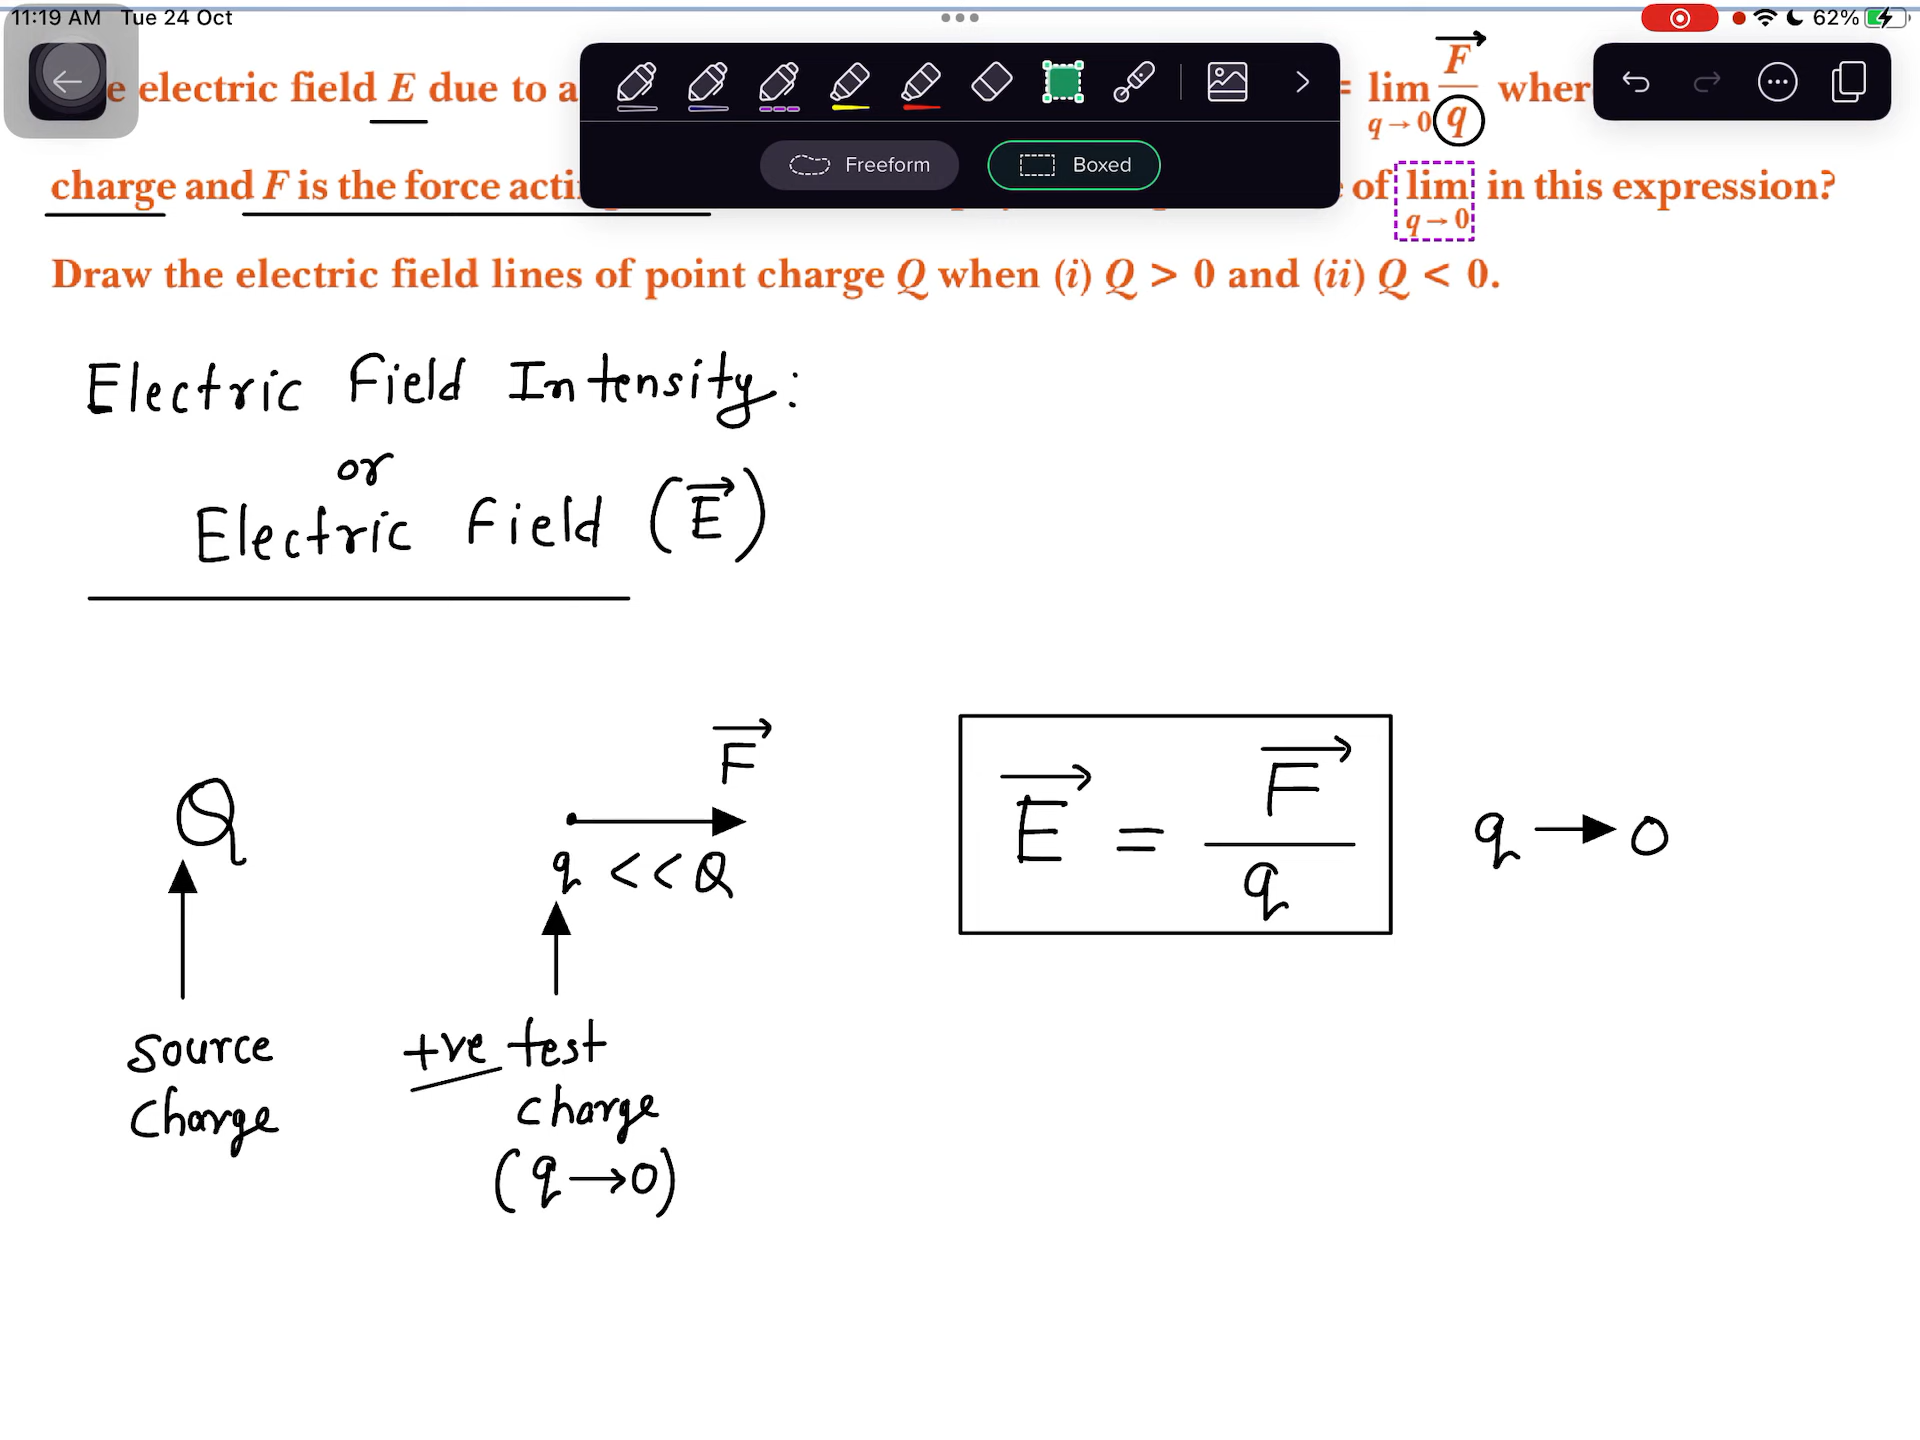 11:19 AM Tue 24 Oct
62%
e electric field E due to a = lim q→0 F/q wher
Freeform Boxed
charge and F is the force acti of lim q→0 in this expression?
Draw the electric field lines of point charge Q when (i) Q > 0 and (ii) Q < 0.
Electric Field Intensity:
or
Electric Field (E⃗)
F⃗
Q
q <<Q
E⃗ = F⃗/q q → 0
source
charge
+ve test
charge
(q→0)